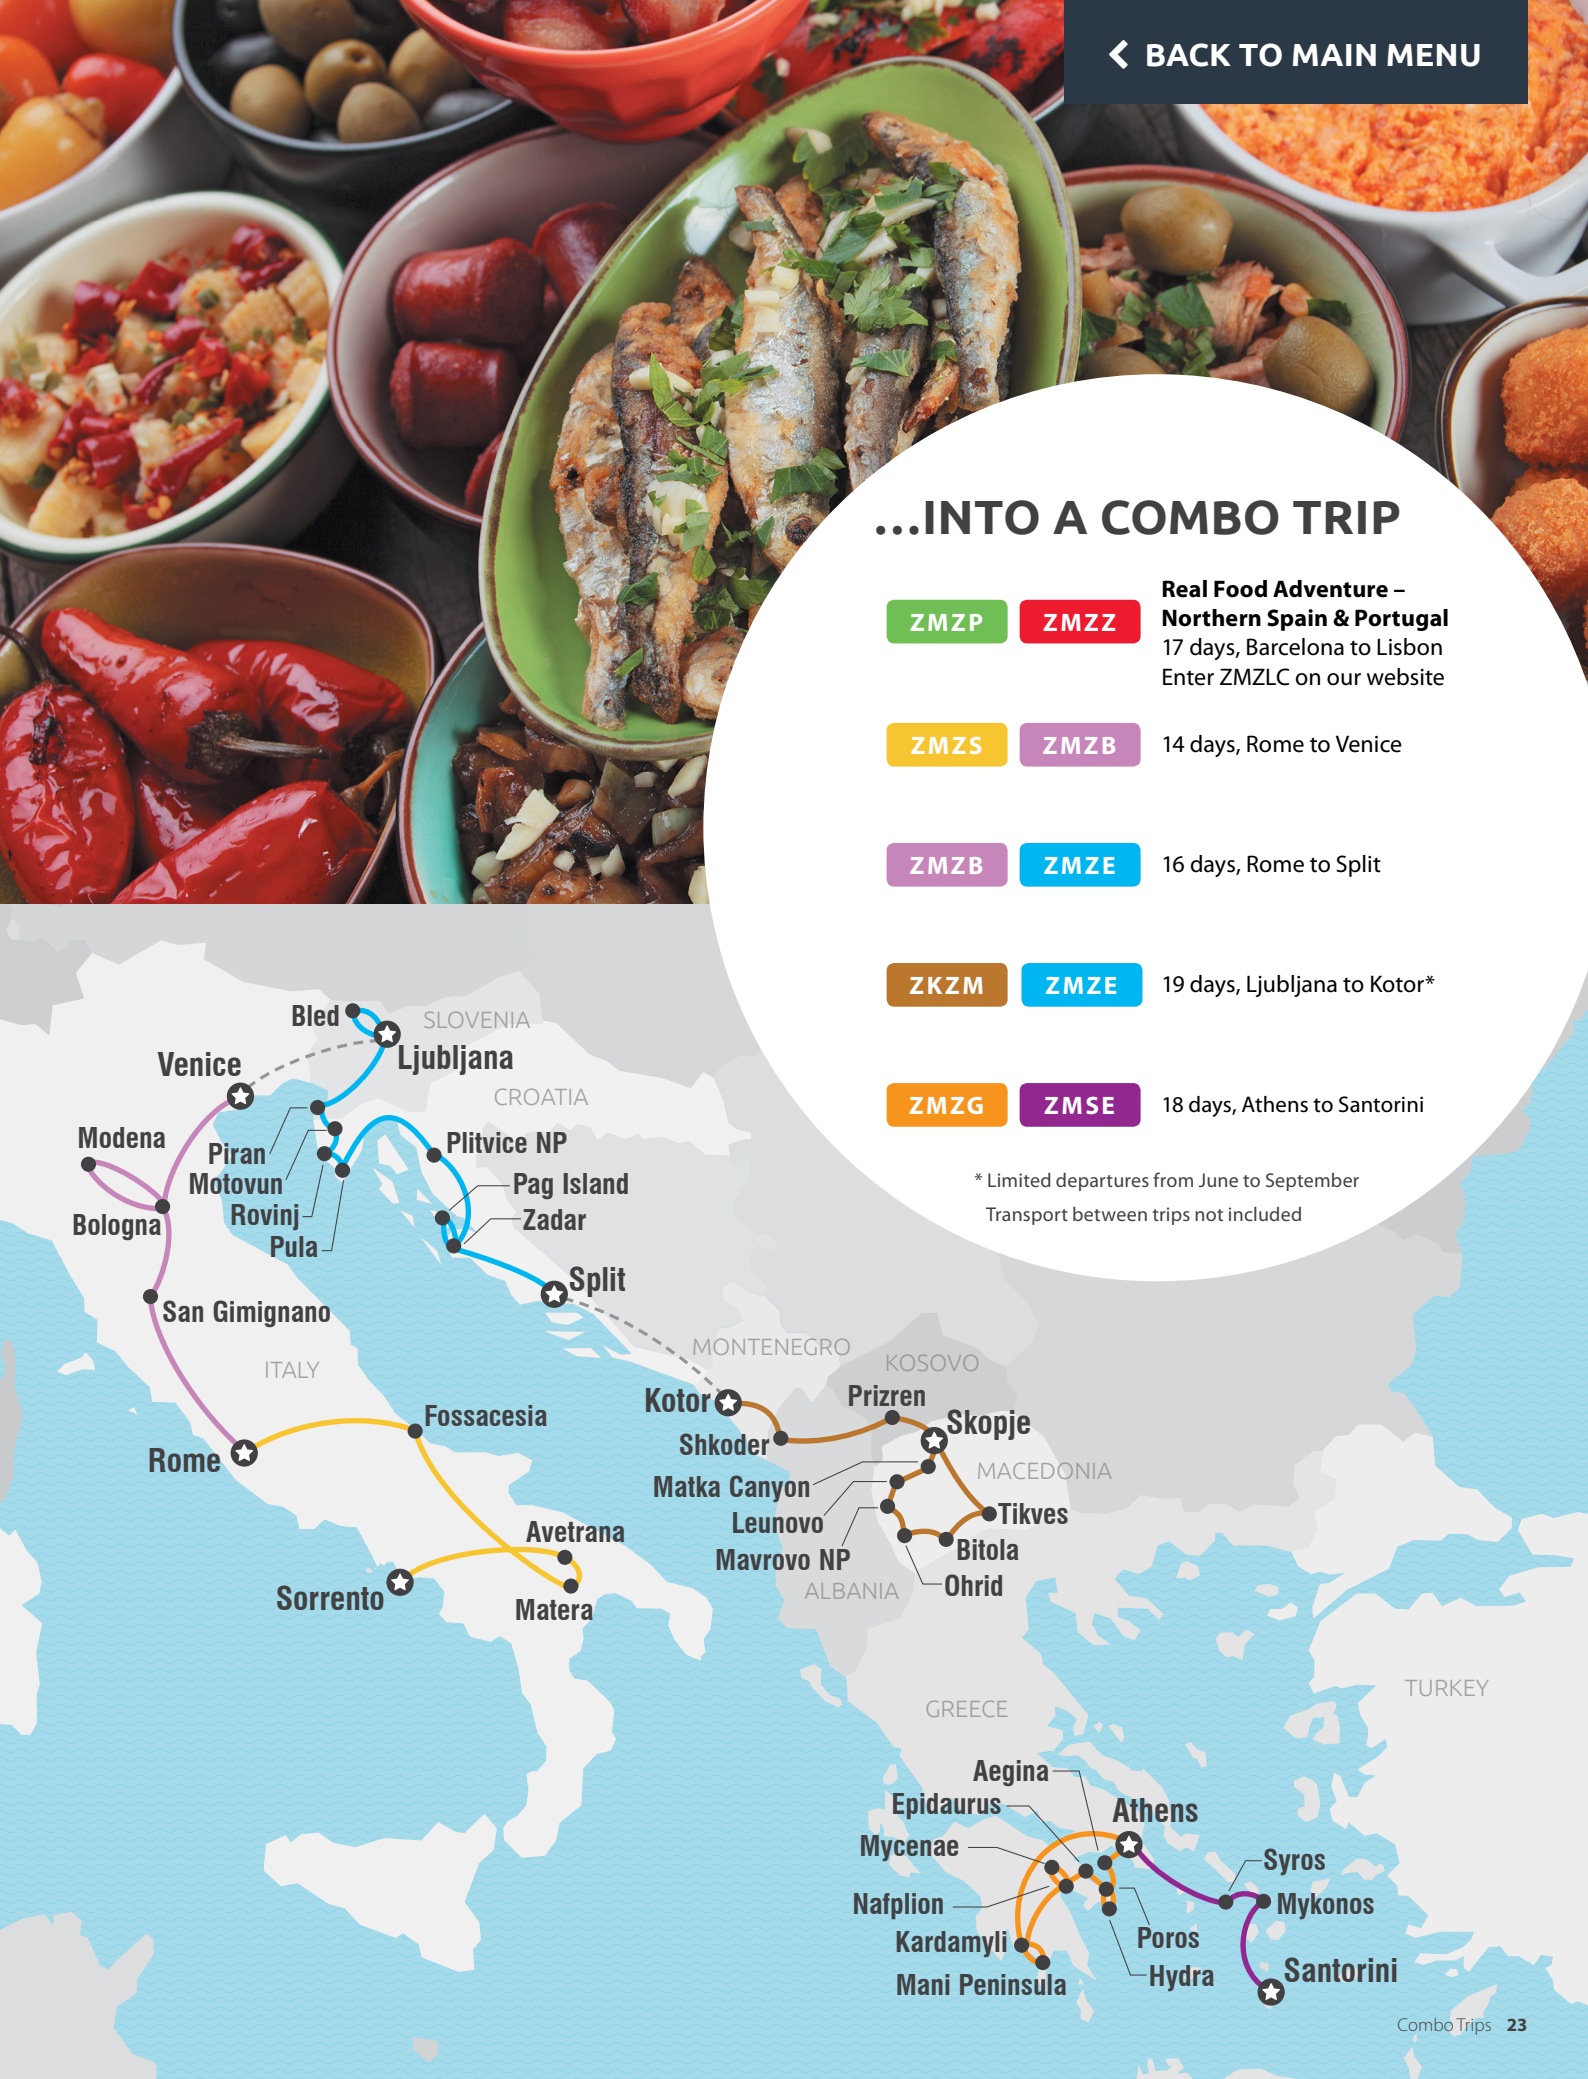 BACK TO MAIN MENU
...INTO A COMBO TRIP
ZMZP ZMZZ
Real Food Adventure –
Northern Spain & Portugal
17 days, Barcelona to Lisbon
Enter ZMZLC on our website
ZMZS ZMZB 14 days, Rome to Venice
ZMZB ZMZE 16 days, Rome to Split
ZKZM ZMZE 19 days, Ljubljana to Kotor*
ZMZG ZMSE 18 days, Athens to Santorini
* Limited departures from June to September
Transport between trips not included
Bled
SLOVENIA
Ljubljana
Venice
CROATIA
Modena
Piran
Plitvice NP
Motovun
Pag Island
Rovinj
Zadar
Bologna
Pula
Split
San Gimignano
MONTENEGRO
KOSOVO
ITALY
Prizren
Kotor
Fossacesia
Skopje
Shkoder
Rome
MACEDONIA
Matka Canyon
Tikves
Leunovo
Avetrana
Bitola
Mavrovo NP
Ohrid
ALBANIA
Sorrento
Matera
TURKEY
GREECE
Aegina
Epidaurus
Athens
Mycenae
Syros
Nafplion
Mykonos
Kardamyli
Poros
Santorini
Hydra
Mani Peninsula
Combo Trips 23